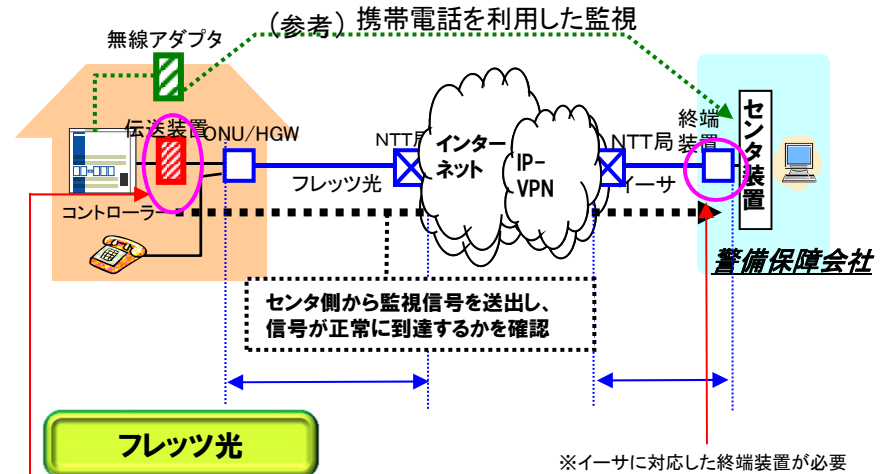 （参考）携帯電話を利用した監視
無線アダプタ
伝送装置
ONU/HGW
NTT局
インター
ネット
IP-
VPN
NTT局
終端
装置
センタ装置
フレッツ光
イーサ
コントローラー
警備保障会社
センタ側から監視信号を送出し、
信号が正常に到達するかを確認
フレッツ光
※イーサに対応した終端装置が必要